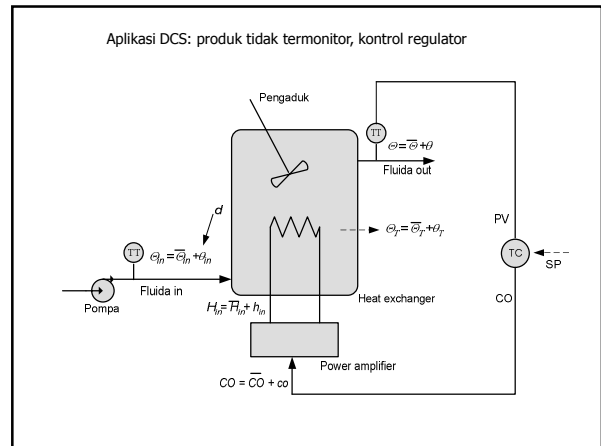 Aplikasi DCS: produk tidak termonitor, kontrol regulator
Pengaduk
TT
Θ=Θ̅+θ
Fluida out
d
TT
Θin=Θ̅in+θin
ΘT=Θ̅T+θT
PV
TC
SP
CO
Pompa
Fluida in
Heat exchanger
Hin=H̅in+hin
Power amplifier
CO = C̅O̅ + co